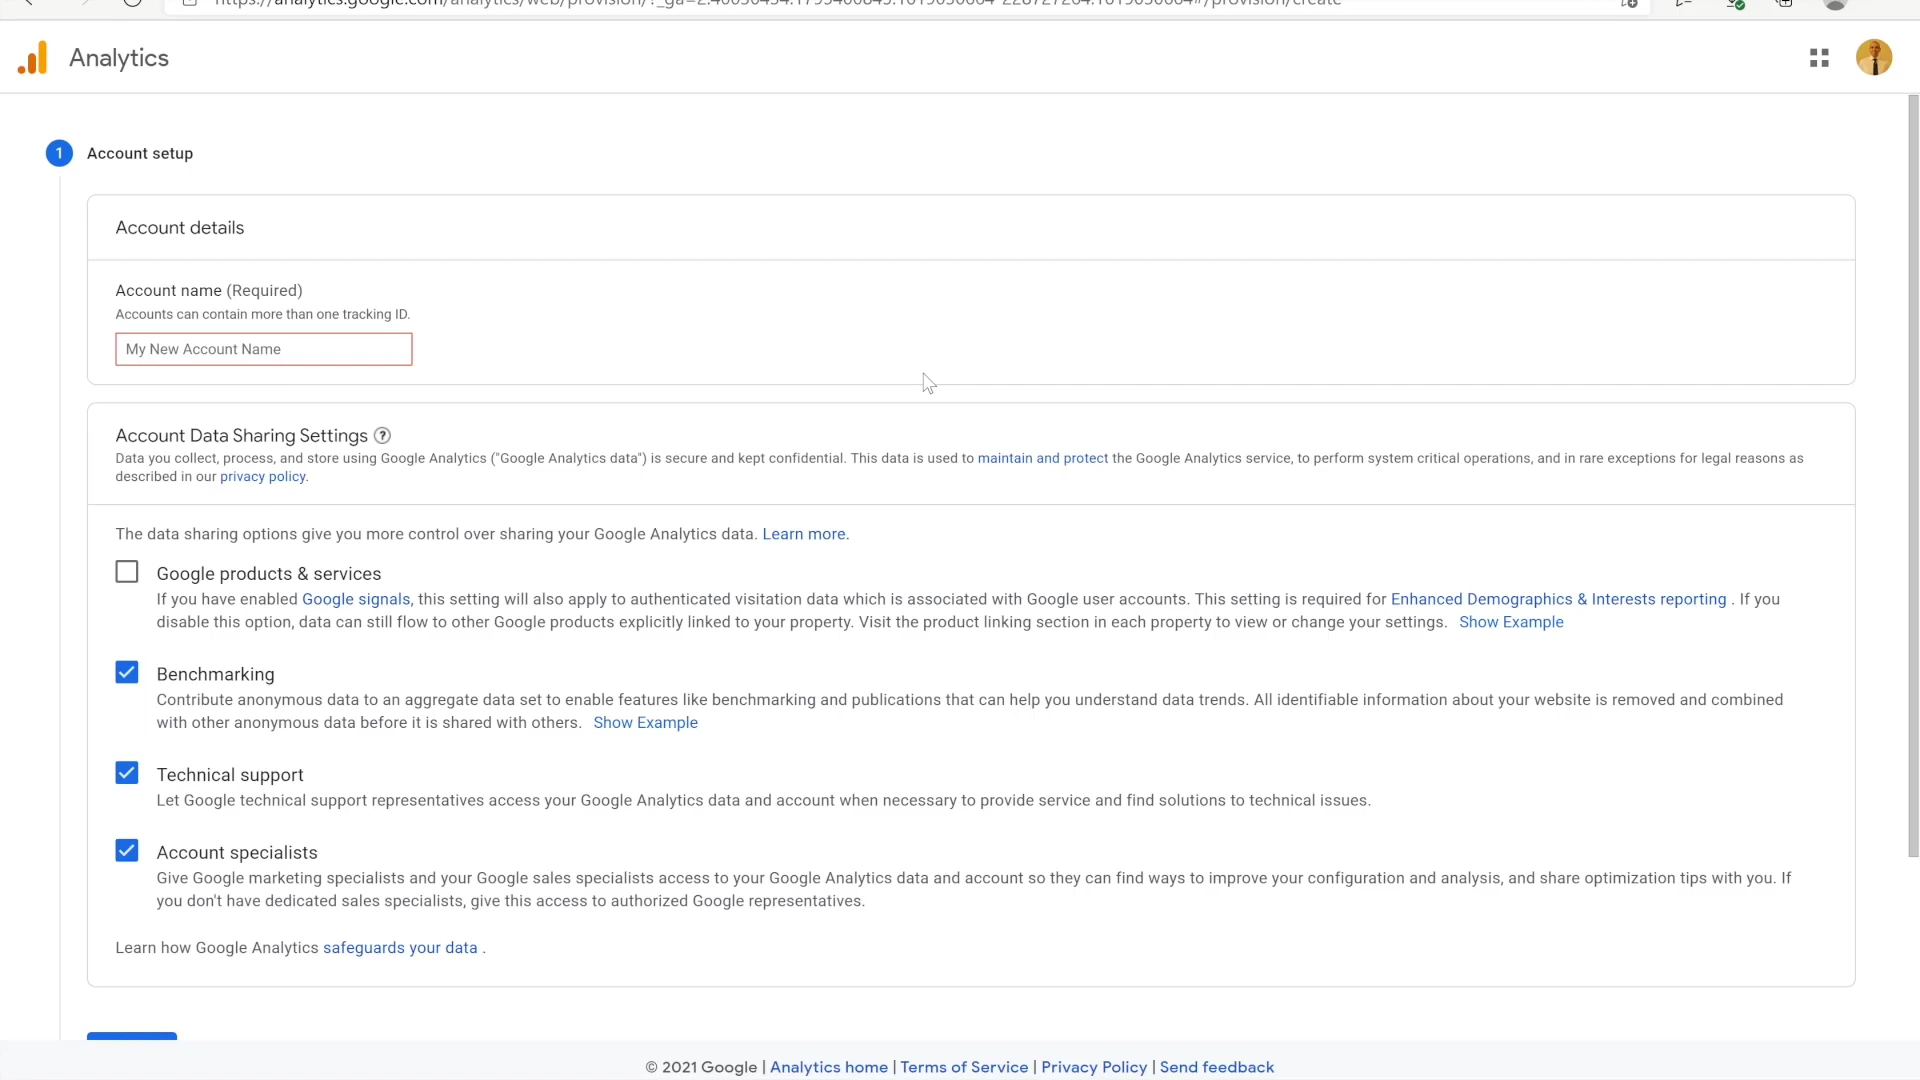 Analytics
1 Account setup
Account details
Account name (Required)
Accounts can contain more than one tracking ID.
My New Account Name
Account Data Sharing Settings ?
Data you collect, process, and store using Google Analytics ("Google Analytics data") is secure and kept confidential. This data is used to maintain and protect the Google Analytics service, to perform system critical operations, and in rare exceptions for legal reasons as
described in our privacy policy.
The data sharing options give you more control over sharing your Google Analytics data. Learn more.
Google products & services
If you have enabled Google signals, this setting will also apply to authenticated visitation data which is associated with Google user accounts. This setting is required for Enhanced Demographics & Interests reporting . If you
disable this option, data can still flow to other Google products explicitly linked to your property. Visit the product linking section in each property to view or change your settings. Show Example
Benchmarking
Contribute anonymous data to an aggregate data set to enable features like benchmarking and publications that can help you understand data trends. All identifiable information about your website is removed and combined
with other anonymous data before it is shared with others. Show Example
Technical support
Let Google technical support representatives access your Google Analytics data and account when necessary to provide service and find solutions to technical issues.
Account specialists
Give Google marketing specialists and your Google sales specialists access to your Google Analytics data and account so they can find ways to improve your configuration and analysis, and share optimization tips with you. If
you don't have dedicated sales specialists, give this access to authorized Google representatives.
Learn how Google Analytics safeguards your data .
© 2021 Google | Analytics home | Terms of Service | Privacy Policy | Send feedback